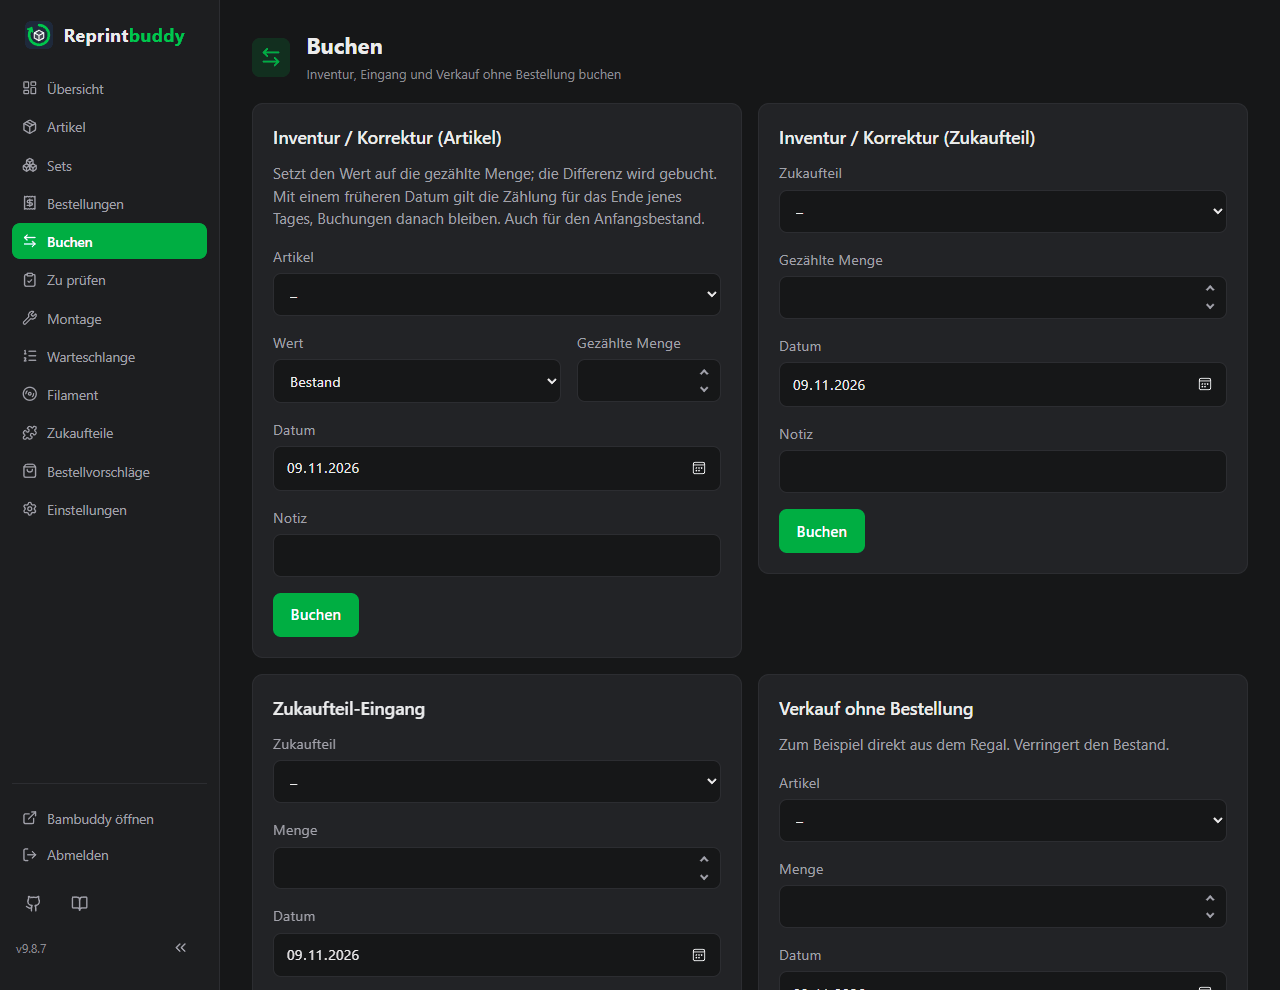 Reprintbuddy
Übersicht
Artikel
Sets
Bestellungen
Buchen
Zu prüfen
Montage
Warteschlange
Filament
Zukaufteile
Bestellvorschläge
Einstellungen
Bambuddy öffnen
Abmelden
v9.8.7
Buchen
Inventur, Eingang und Verkauf ohne Bestellung buchen
Inventur / Korrektur (Artikel)
Setzt den Wert auf die gezählte Menge; die Differenz wird gebucht.
Mit einem früheren Datum gilt die Zählung für das Ende jenes
Tages, Buchungen danach bleiben. Auch für den Anfangsbestand.
Artikel
–
Wert
Gezählte Menge
Bestand
Datum
09.11.2026
Notiz
Buchen
Inventur / Korrektur (Zukaufteil)
Zukaufteil
–
Gezählte Menge
Datum
09.11.2026
Notiz
Buchen
Zukaufteil-Eingang
Zukaufteil
–
Menge
Datum
09.11.2026
Verkauf ohne Bestellung
Zum Beispiel direkt aus dem Regal. Verringert den Bestand.
Artikel
–
Menge
Datum